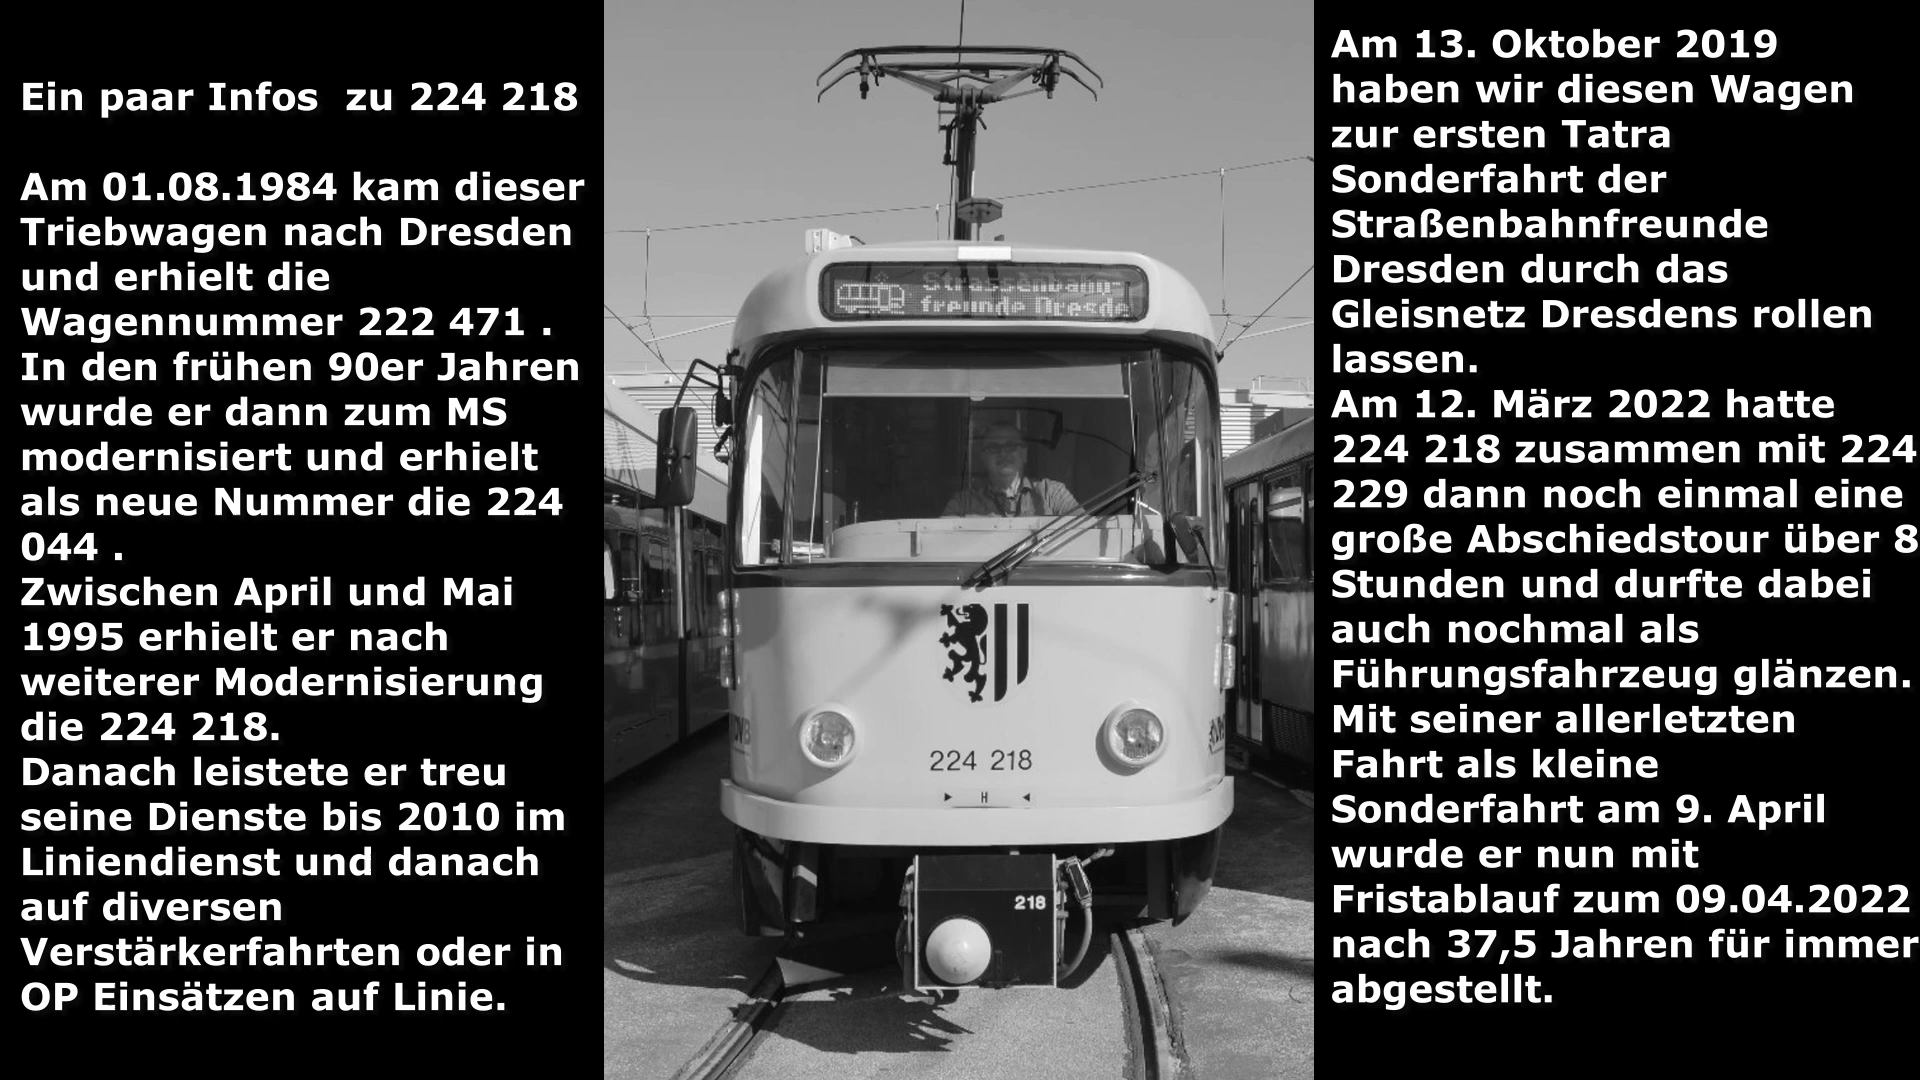 Ein paar Infos  zu 224 218
Am 01.08.1984 kam dieser
Triebwagen nach Dresden
und erhielt die
Wagennummer 222 471 .
In den frühen 90er Jahren
wurde er dann zum MS
modernisiert und erhielt
als neue Nummer die 224
044 .
Zwischen April und Mai
1995 erhielt er nach
weiterer Modernisierung
die 224 218.
Danach leistete er treu
seine Dienste bis 2010 im
Liniendienst und danach
auf diversen
Verstärkerfahrten oder in
OP Einsätzen auf Linie.
Strassenbahn-
freunde Dresde
224 218
H
218
Am 13. Oktober 2019
haben wir diesen Wagen
zur ersten Tatra
Sonderfahrt der
Straßenbahnfreunde
Dresden durch das
Gleisnetz Dresdens rollen
lassen.
Am 12. März 2022 hatte
224 218 zusammen mit 224
229 dann noch einmal eine
große Abschiedstour über 8
Stunden und durfte dabei
auch nochmal als
Führungsfahrzeug glänzen.
Mit seiner allerletzten
Fahrt als kleine
Sonderfahrt am 9. April
wurde er nun mit
Fristablauf zum 09.04.2022
nach 37,5 Jahren für immer
abgestellt.